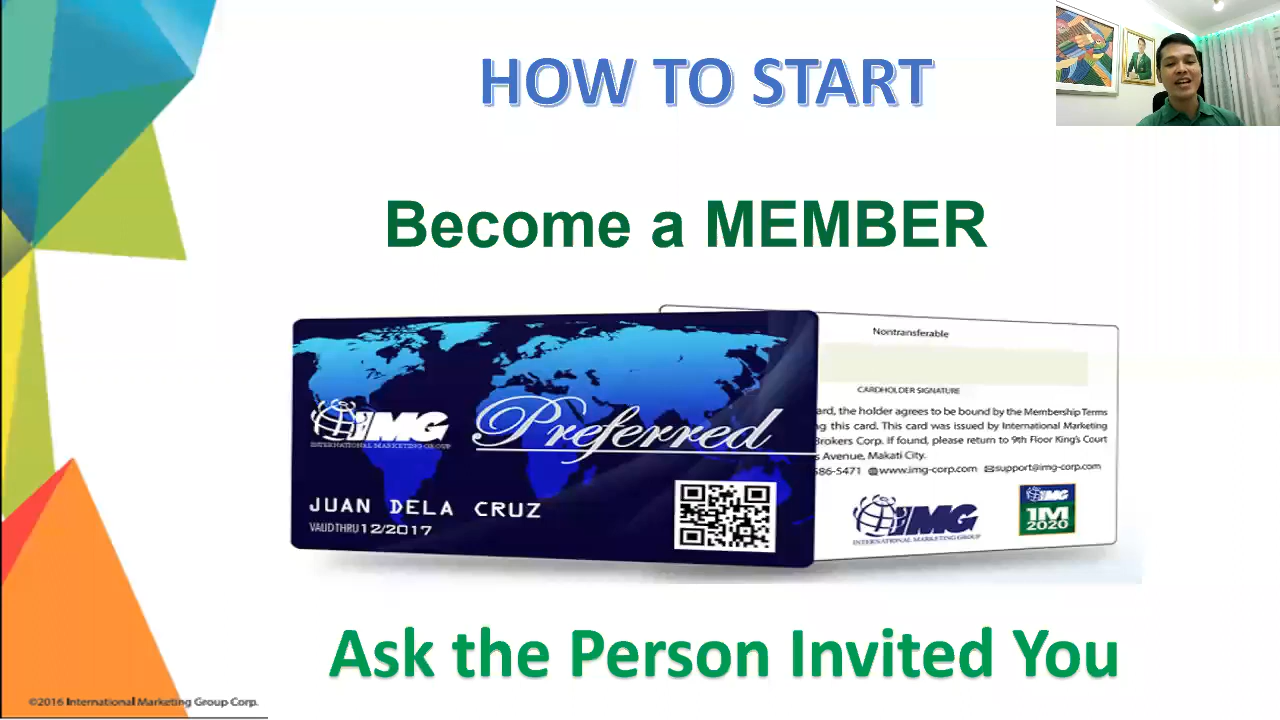 HOW TO START
Become a MEMBER
Nontransferable
CARDHOLDER SIGNATURE
ard, the holder agrees to be bound by the Membership Terms
ng this card. This card was issued by International Marketing
Brokers Corp. If found, please return to 9th Floor King's Court
s Avenue, Makati City.
586-5471 www.img-corp.com support@img-corp.com
IMG
INTERNATIONAL MARKETING GROUP
Preferred
JUAN DELA CRUZ
VALID THRU 12/2017
IMG
INTERNATIONAL MARKETING GROUP
IMG
1M
2020
Ask the Person Invited You
©2016 International Marketing Group Corp.